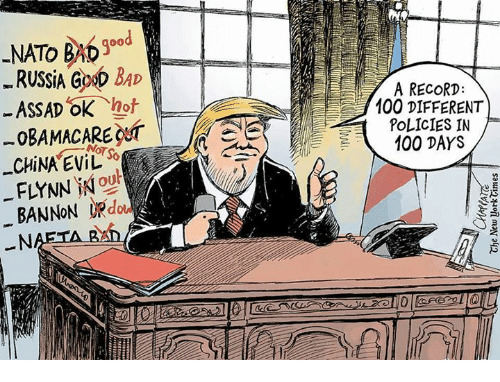 -NATO BAD good
-RUSSIA GOOD BAD
-ASSAD OK not
-OBAMACARE OUT
-CHINA EVIL NOT SO
-FLYNN IN out
-BANNON UP down
-NAFTA BAD
A RECORD:
100 DIFFERENT
POLICIES IN
100 DAYS
CHAPPATTE
The New York Times